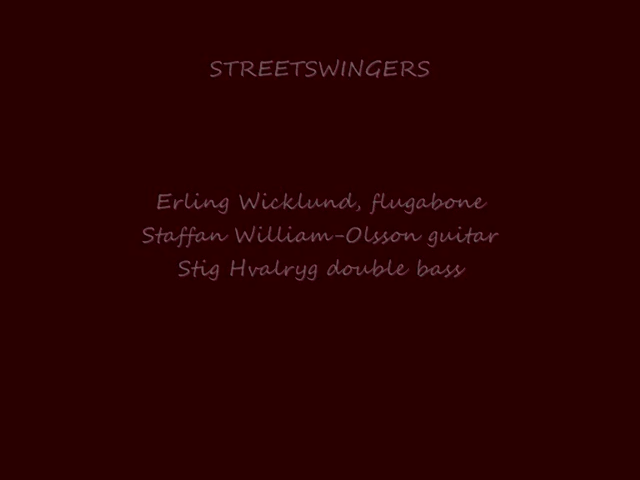 STREETSWINGERS
Erling Wicklund, flugabone
Staffan William-Olsson guitar
Stig Hvalryg double bass